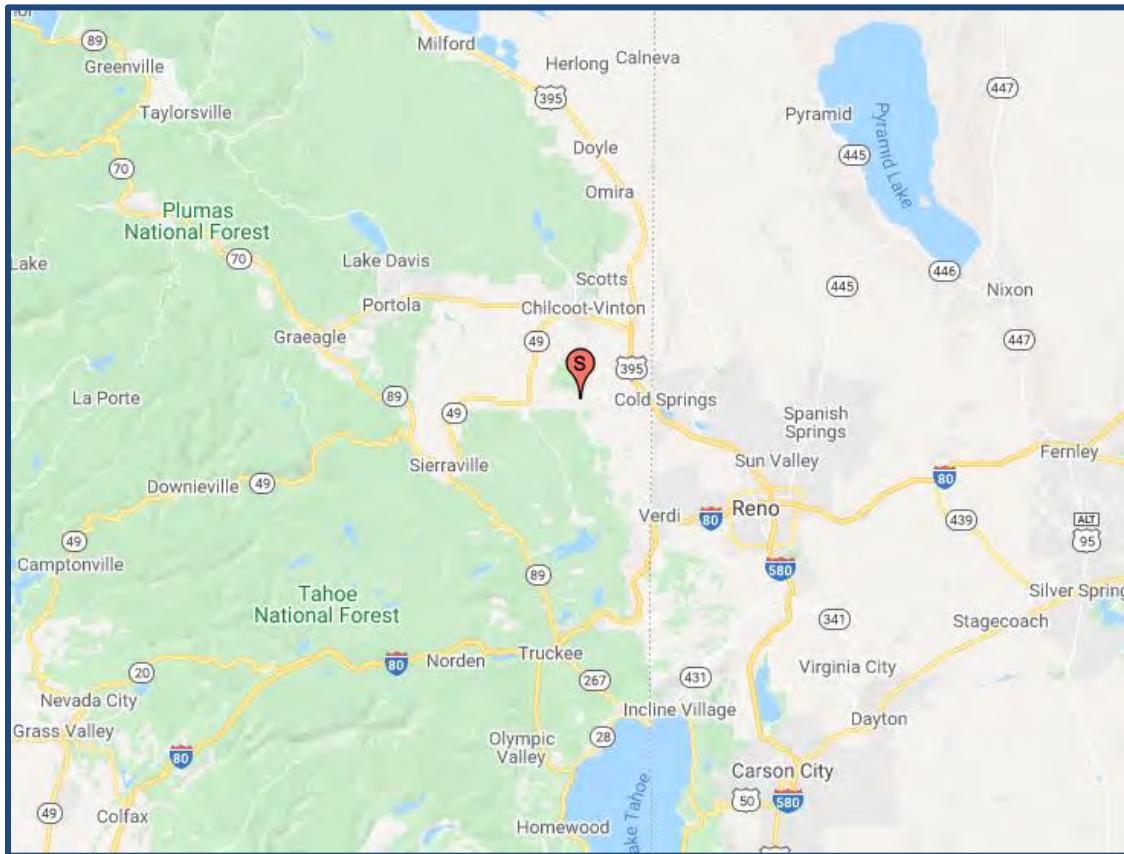 89
Greenville
Milford
Herlong
Calneva
447
Taylorsville
395
Pyramid
Pyramid Lake
445
Doyle
70
Omira
Plumas
National Forest
70
Lake
Lake Davis
Scotts
445
446
Nixon
Portola
Chilcoot-Vinton
447
Graeagle
49
S
395
La Porte
89
49
Cold Springs
Spanish
Springs
Sierraville
Sun Valley
Fernley
80
Downieville
49
Verdi
80
Reno
439
ALT
95
49
Camptonville
89
580
Tahoe
National Forest
Silver Spring
341
Stagecoach
20
80
Norden
Truckee
267
431
Virginia City
Nevada City
Incline Village
Grass Valley
28
Dayton
80
Olympic
Valley
Carson City
49
Colfax
50
580
Homewood
ake Tahoe